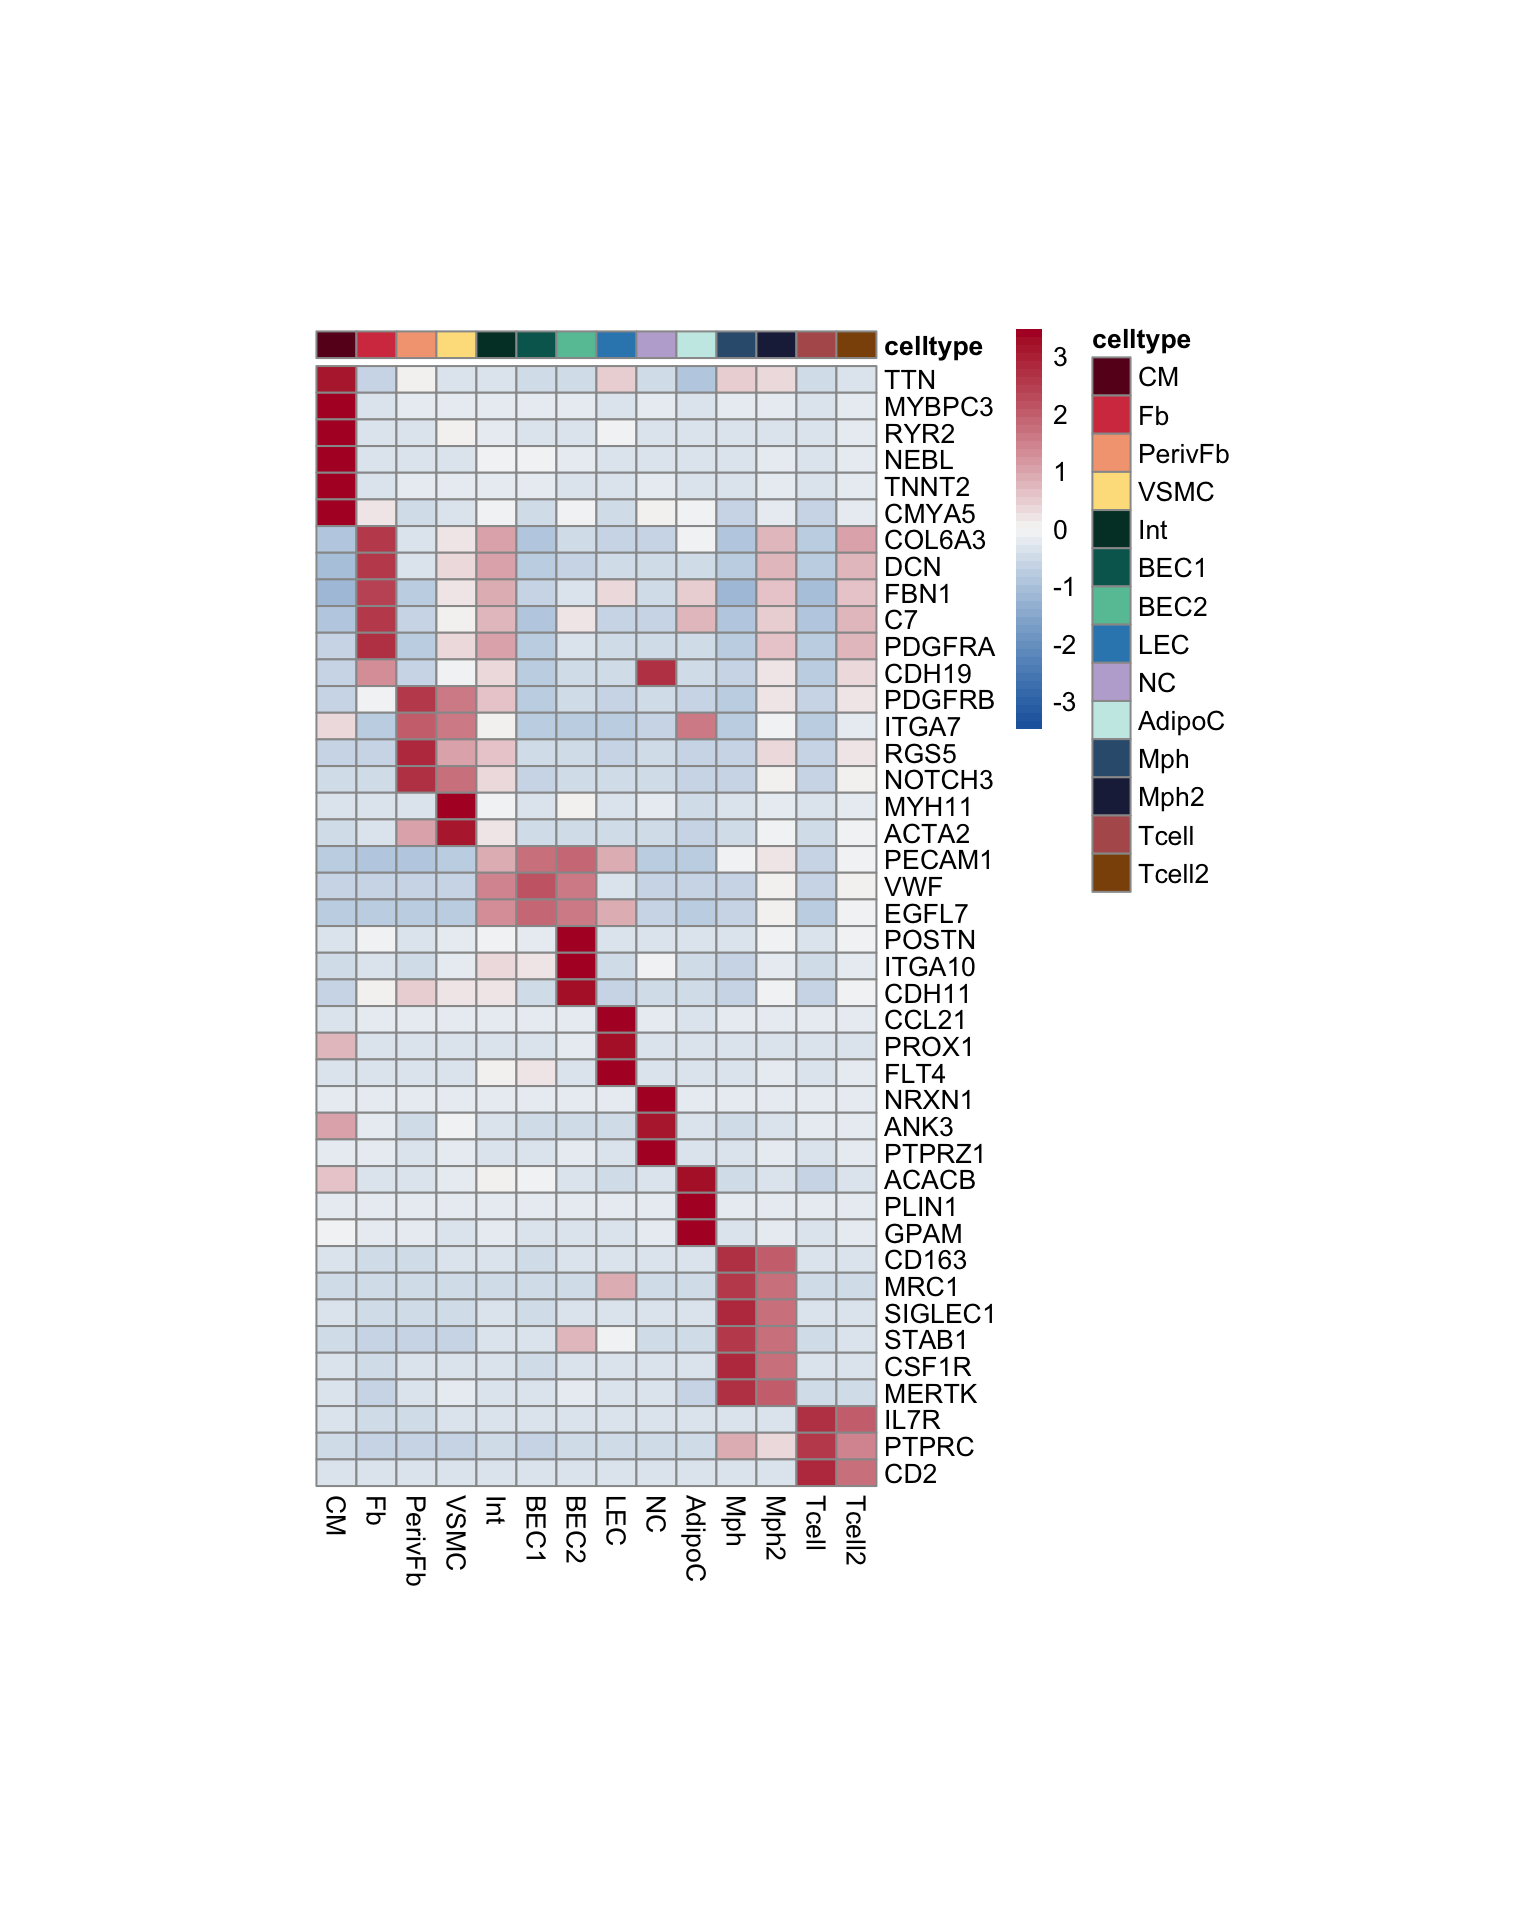 celltype
TTN
MYBPC3
RYR2
NEBL
TNNT2
CMYA5
COL6A3
DCN
FBN1
C7
PDGFRA
CDH19
PDGFRB
ITGA7
RGS5
NOTCH3
MYH11
ACTA2
PECAM1
VWF
EGFL7
POSTN
ITGA10
CDH11
CCL21
PROX1
FLT4
NRXN1
ANK3
PTPRZ1
ACACB
PLIN1
GPAM
CD163
MRC1
SIGLEC1
STAB1
CSF1R
MERTK
IL7R
PTPRC
CD2
CM
Fb
PerivFb
VSMC
Int
BEC1
BEC2
LEC
NC
AdipoC
Mph
Mph2
Tcell
Tcell2
3
2
1
0
-1
-2
-3
celltype
CM
Fb
PerivFb
VSMC
Int
BEC1
BEC2
LEC
NC
AdipoC
Mph
Mph2
Tcell
Tcell2